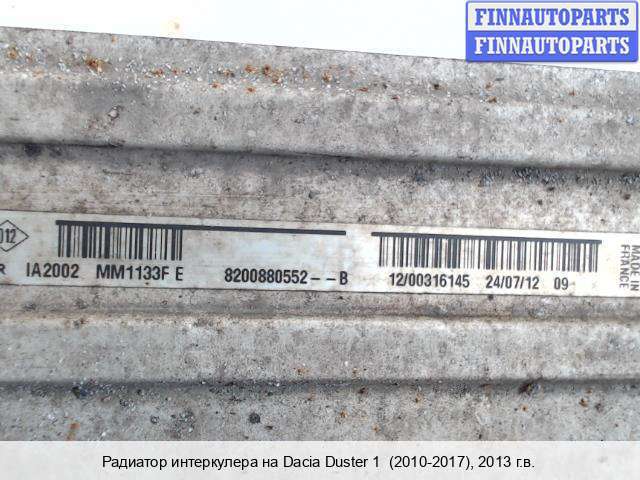 FINNAUTOPARTS
FINNAUTOPARTS
012
R IA2002 MM1133F E 8200880552--B 12/00316145 24/07/12 09
MADE IN
FRANCE
Радиатор интеркулера на Dacia Duster 1 (2010-2017), 2013 г.в.